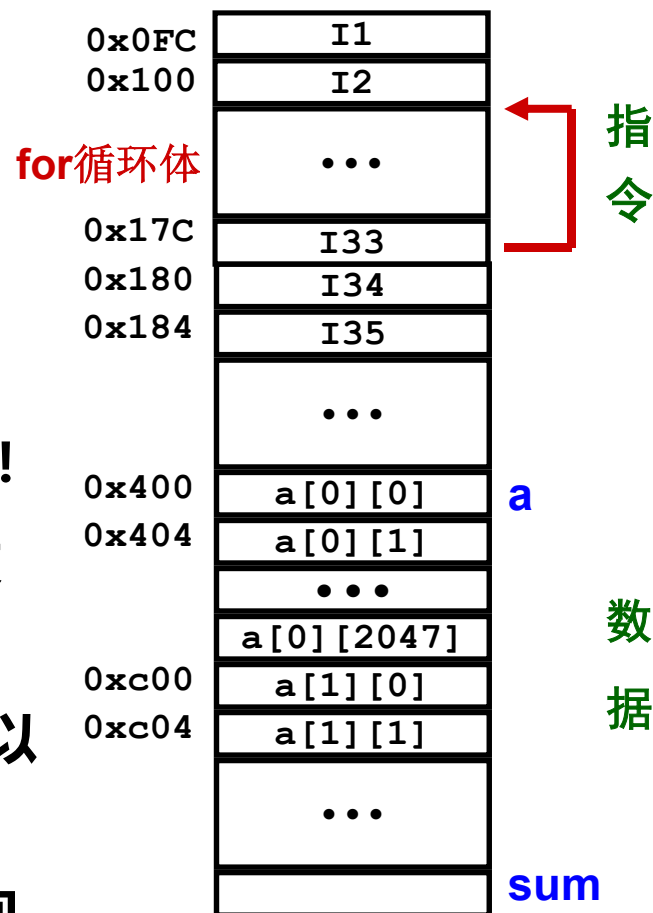 0x0FC I1
0x100 I2
for循环体 •••
指令
0x17C I33
0x180 I34
0x184 I35
•••
!
0x400 a[0][0] a
0x404 a[0][1]
•••
a[0][2047]
数据
0xc00 a[1][0]
以 0xc04 a[1][1]
•••
sum